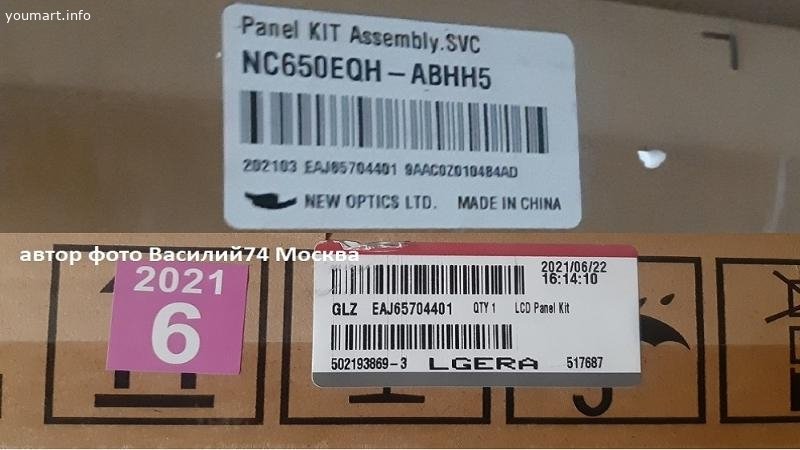 youmart.info
Panel KIT Assembly.SVC
NC650EQH-ABHH5
202103 EAJ65704401 9AAC0Z010484AD
NEW OPTICS LTD. MADE IN CHINA
автор фото Василий74 Москва
2021
6
2021/06/22
16:14:10
GLZ EAJ65704401 QTY 1 LCD Panel Kit
502193869-3 LGERA 517687